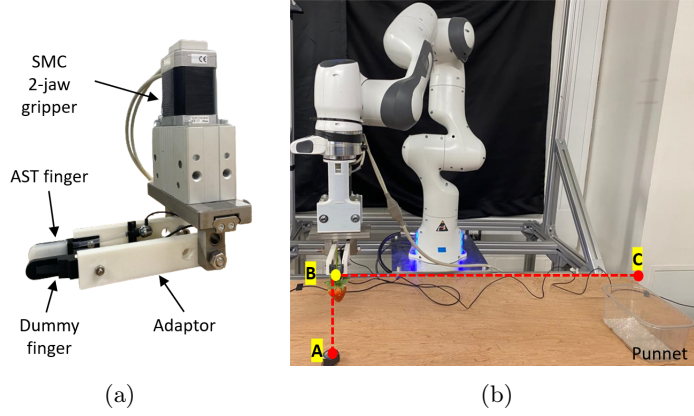 SMC
2-jaw
gripper
AST finger
Dummy
finger
Adaptor
(a)
B
C
A
Punnet
(b)